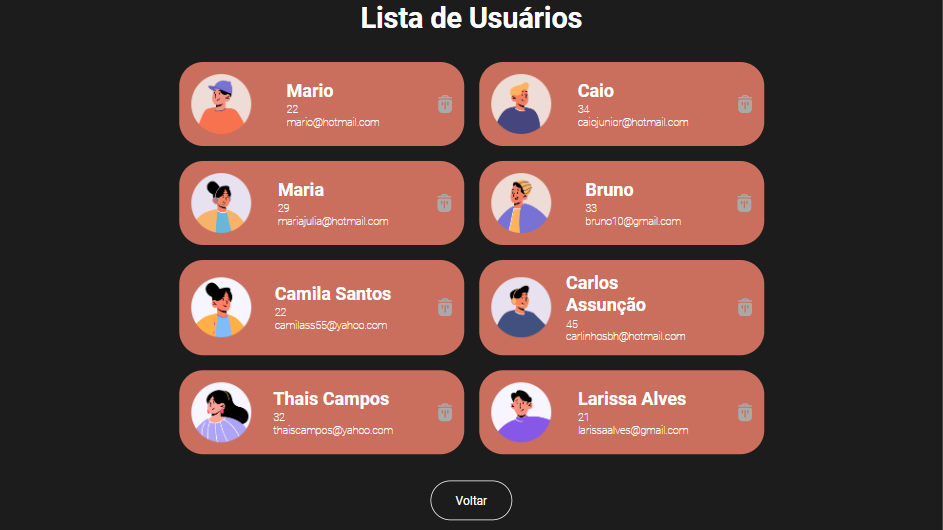 Lista de Usuários
Mario
22
mario@hotmail.com
Caio
34
caiojunior@hotmail.com
Maria
29
mariajulia@hotmail.com
Bruno
33
bruno10@gmail.com
Camila Santos
22
camilass55@yahoo.com
Carlos
Assunção
45
carlinhosbh@hotmail.com
Thais Campos
32
thaiscampos@yahoo.com
Larissa Alves
21
larissaalves@gmail.com
Voltar